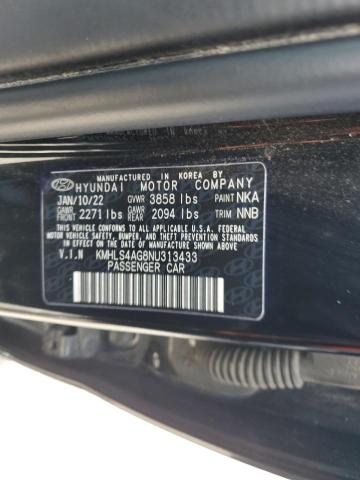 MANUFACTURED IN KOREA BY
HYUNDAI MOTOR COMPANY
JAN/10/22 GVWR 3858 lbs PAINT NKA
GAWR FRONT 2271 lbs GAWR REAR 2094 lbs TRIM NNB
THIS VEHICLE CONFORMS TO ALL APPLICABLE U.S.A. FEDERAL
MOTOR VEHICLE SAFETY, BUMPER, AND THEFT PREVENTION
STANDARDS IN EFFECT ON THE DATE OF MANUFACTURE SHOWN ABOVE.
V.I.N KMHLS4AG8NU313433
PASSENGER CAR